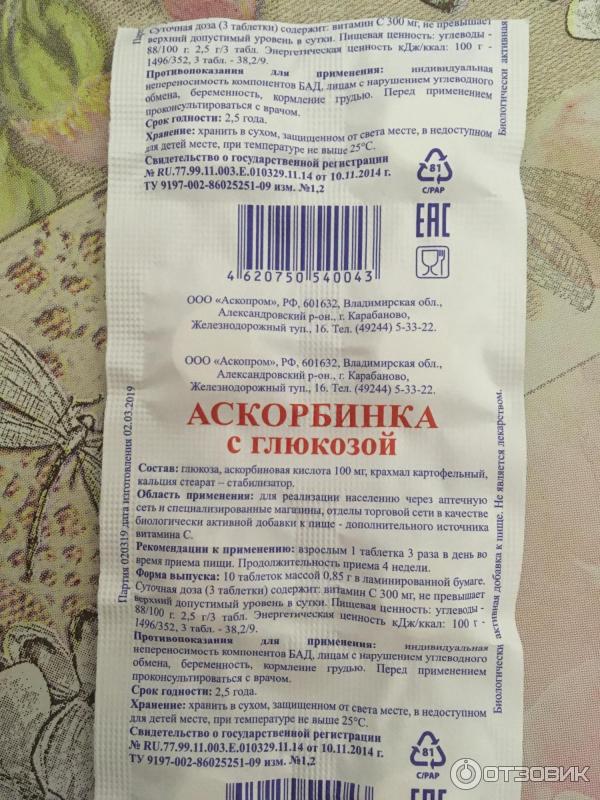 Суточная доза (3 таблетки) содержит: витамин С 300 мг, не превышает
верхний допустимый уровень в сутки. Пищевая ценность: углеводы -
88/100 г. 2,5 г/3 табл. Энергетическая ценность кДж/ккал: 100 г -
1496/352, 3 табл. - 38,2/9.
Противопоказания для применения: индивидуальная
непереносимость компонентов БАД, лицам с нарушением углеводного
обмена, беременность, кормление грудью. Перед применением
проконсультироваться с врачом.
Срок годности: 2,5 года.
Хранение: хранить в сухом, защищенном от света месте, в недоступном
для детей месте, при температуре не выше 25°С.
Свидетельство о государственной регистрации
№ RU.77.99.11.003.Е.010329.11.14 от 10.11.2014 г.
ТУ 9197-002-86025251-09 изм. №1,2
Биологически активная
81
C/PAP
EAC
4 620750 540043
ООО «Аскопром», РФ, 601632, Владимирская обл.,
Александровский р-он., г. Карабаново,
Железнодорожный туп., 16. Тел. (49244) 5-33-22.
ООО «Аскопром», РФ, 601632, Владимирская обл.,
Александровский р-он., г. Карабаново,
Железнодорожный туп., 16. Тел. (49244) 5-33-22.
АСКОРБИНКА
с глюкозой
Состав: глюкоза, аскорбиновая кислота 100 мг, крахмал картофельный,
кальция стеарат – стабилизатор.
Область применения: для реализации населению через аптечную
сеть и специализированные магазины, отделы торговой сети в качестве
биологически активной добавки к пище - дополнительного источника
витамина С.
Рекомендации к применению: взрослым 1 таблетка 3 раза в день во
время приема пищи. Продолжительность приема 4 недели.
Форма выпуска: 10 таблеток массой 0,85 г в ламинированной бумаге.
Суточная доза (3 таблетки) содержит: витамин С 300 мг, не превышает
верхний допустимый уровень в сутки. Пищевая ценность: углеводы -
88/100 г. 2,5 г/3 табл. Энергетическая ценность кДж/ккал: 100 г -
1496/352, 3 табл. - 38,2/9.
Противопоказания для применения: индивидуальная
непереносимость компонентов БАД, лицам с нарушением углеводного
обмена, беременность, кормление грудью. Перед применением
проконсультироваться с врачом.
Срок годности: 2,5 года.
Хранение: хранить в сухом, защищенном от света месте, в недоступном
для детей месте, при температуре не выше 25°С.
Свидетельство о государственной регистрации
№ RU.77.99.11.003.Е.010329.11.14 от 10.11.2014 г.
ТУ 9197-002-86025251-09 изм. №1,2
Партия 020319 дата изготовления 02.03.2019
Биологически активная добавка к пище. Не является лекарством.
81
C/PAP
ОТЗОВИК